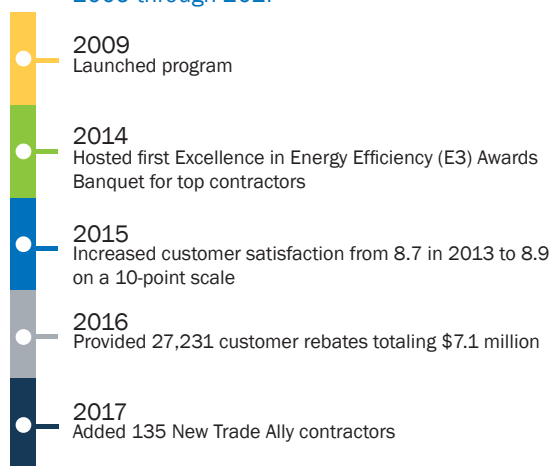 2009
Launched program
2014
Hosted first Excellence in Energy Efficiency (E3) Awards
Banquet for top contractors
2015
Increased customer satisfaction from 8.7 in 2013 to 8.9
on a 10-point scale
2016
Provided 27,231 customer rebates totaling $7.1 million
2017
Added 135 New Trade Ally contractors